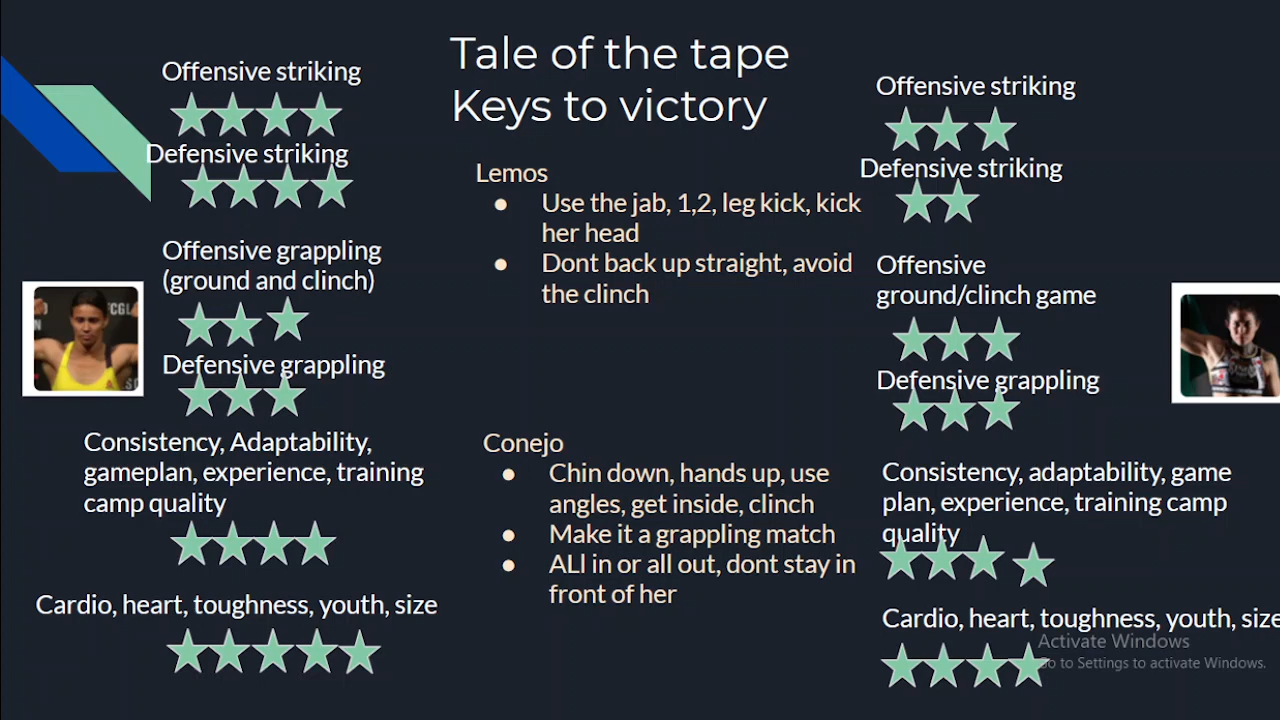 Tale of the tape
Keys to victory
Offensive striking
Defensive striking
Offensive grappling
(ground and clinch)
Defensive grappling
Consistency, Adaptability,
gameplan, experience, training
camp quality
Cardio, heart, toughness, youth, size
Lemos
● Use the jab, 1,2, leg kick, kick
her head
● Dont back up straight, avoid
the clinch
Conejo
● Chin down, hands up, use
angles, get inside, clinch
● Make it a grappling match
● ALl in or all out, dont stay in
front of her
Offensive striking
Defensive striking
Offensive
ground/clinch game
Defensive grappling
Consistency, adaptability, game
plan, experience, training camp
quality
Cardio, heart, toughness, youth, size
Activate Windows
Go to Settings to activate Windows.